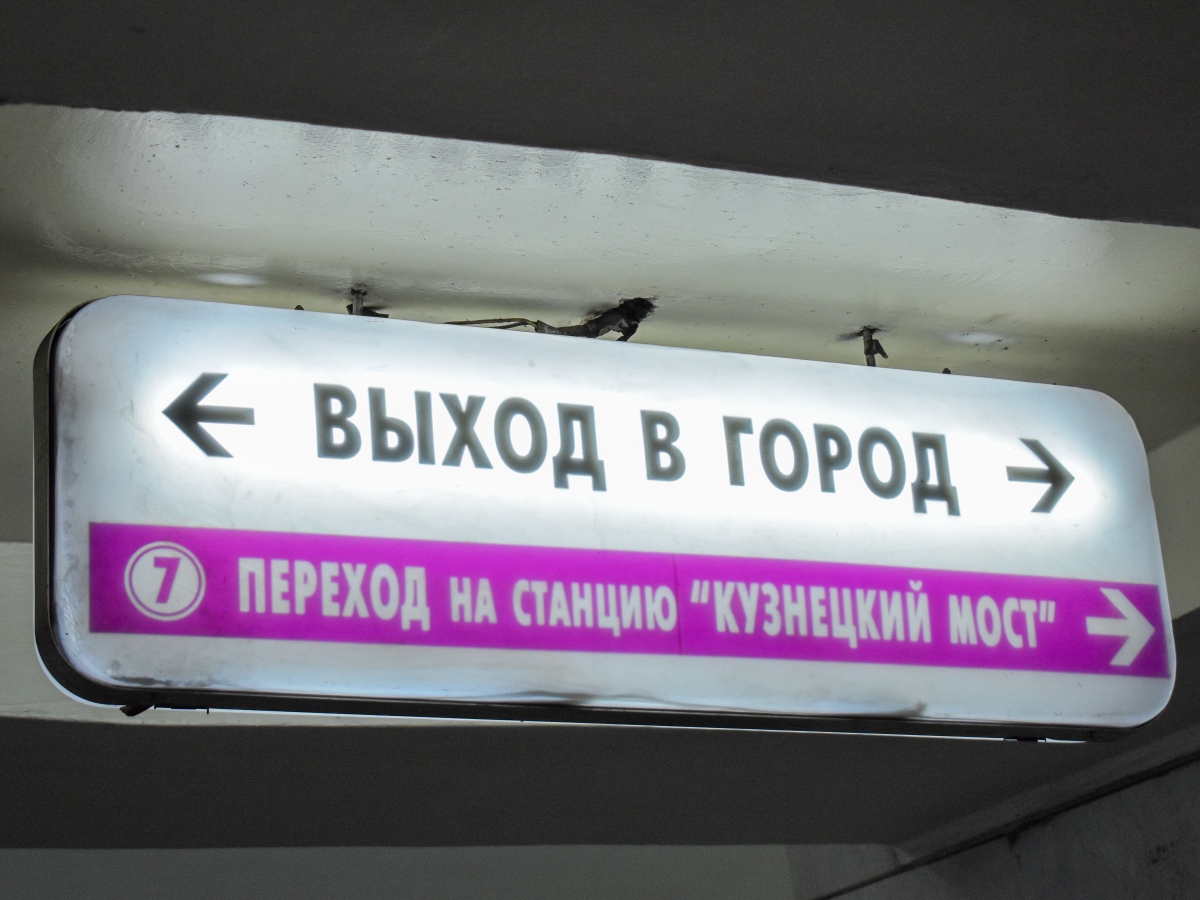 ← ВЫХОД В ГОРОД →
7 ПЕРЕХОД НА СТАНЦИЮ "КУЗНЕЦКИЙ МОСТ" →